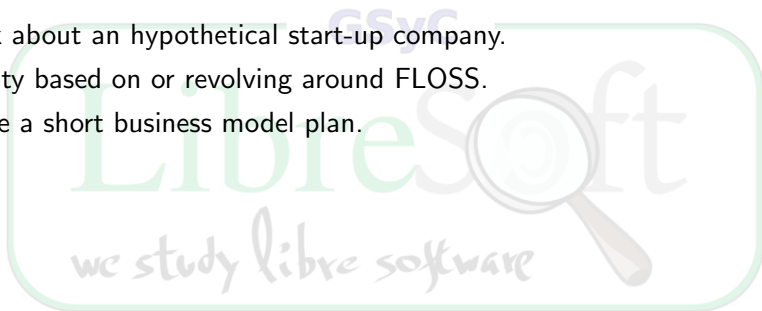 GSyC
about an hypothetical start-up company.
ty based on or revolving around FLOSS.
e a short business model plan.
LibreSoft
we study libre software